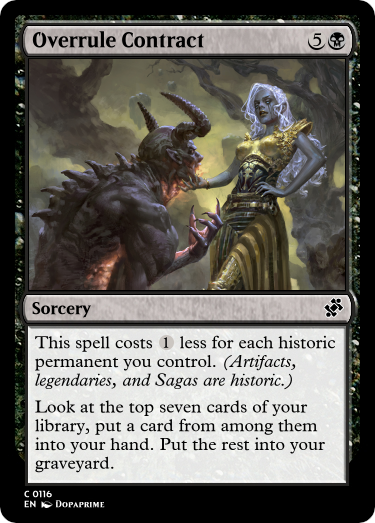 Overrule Contract 5
Sorcery
This spell costs 1 less for each historic
permanent you control. (Artifacts,
legendaries, and Sagas are historic.)
Look at the top seven cards of your
library, put a card from among them
into your hand. Put the rest into your
graveyard.
C 0116
EN DOPAPRIME